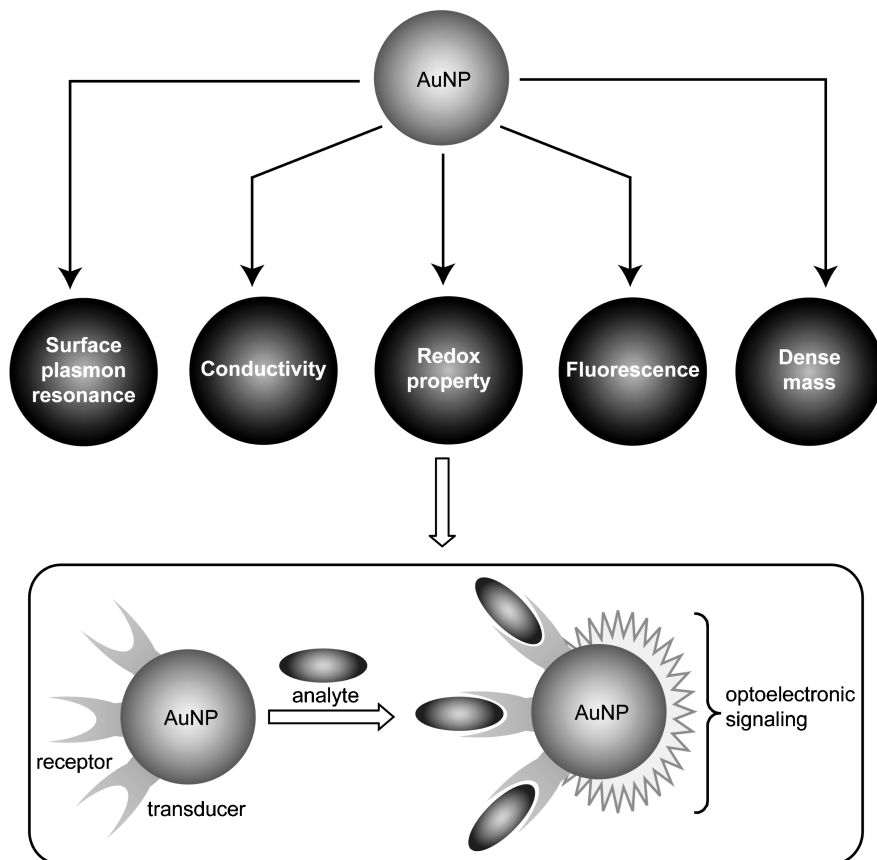 AuNP
Surface
plasmon
resonance
Conductivity
Redox
property
Fluorescence
Dense
mass
AuNP
receptor
transducer
analyte
AuNP
optoelectronic
signaling